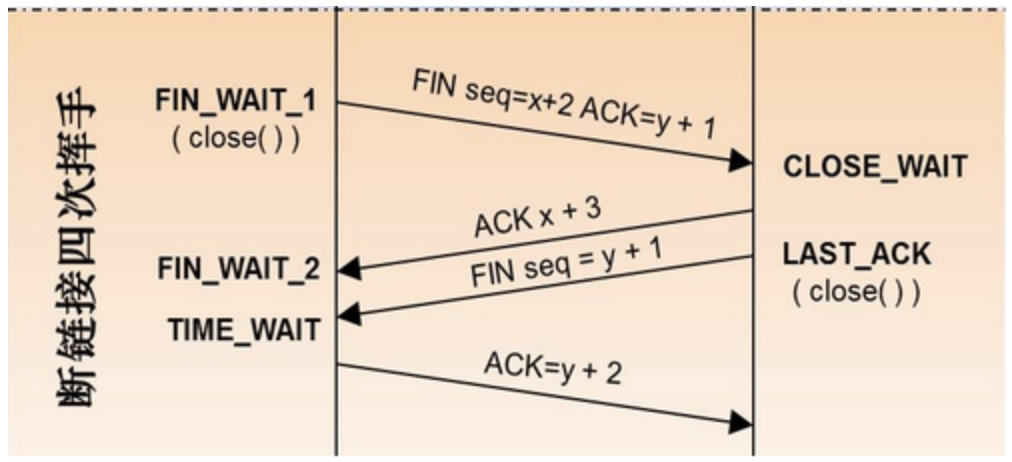 断链接四次挥手
FIN_WAIT_1
( close( ) )
FIN seq=x+2 ACK=y + 1
CLOSE_WAIT
ACK x + 3
FIN_WAIT_2
FIN seq = y + 1
LAST_ACK
( close( ) )
TIME_WAIT
ACK=y + 2